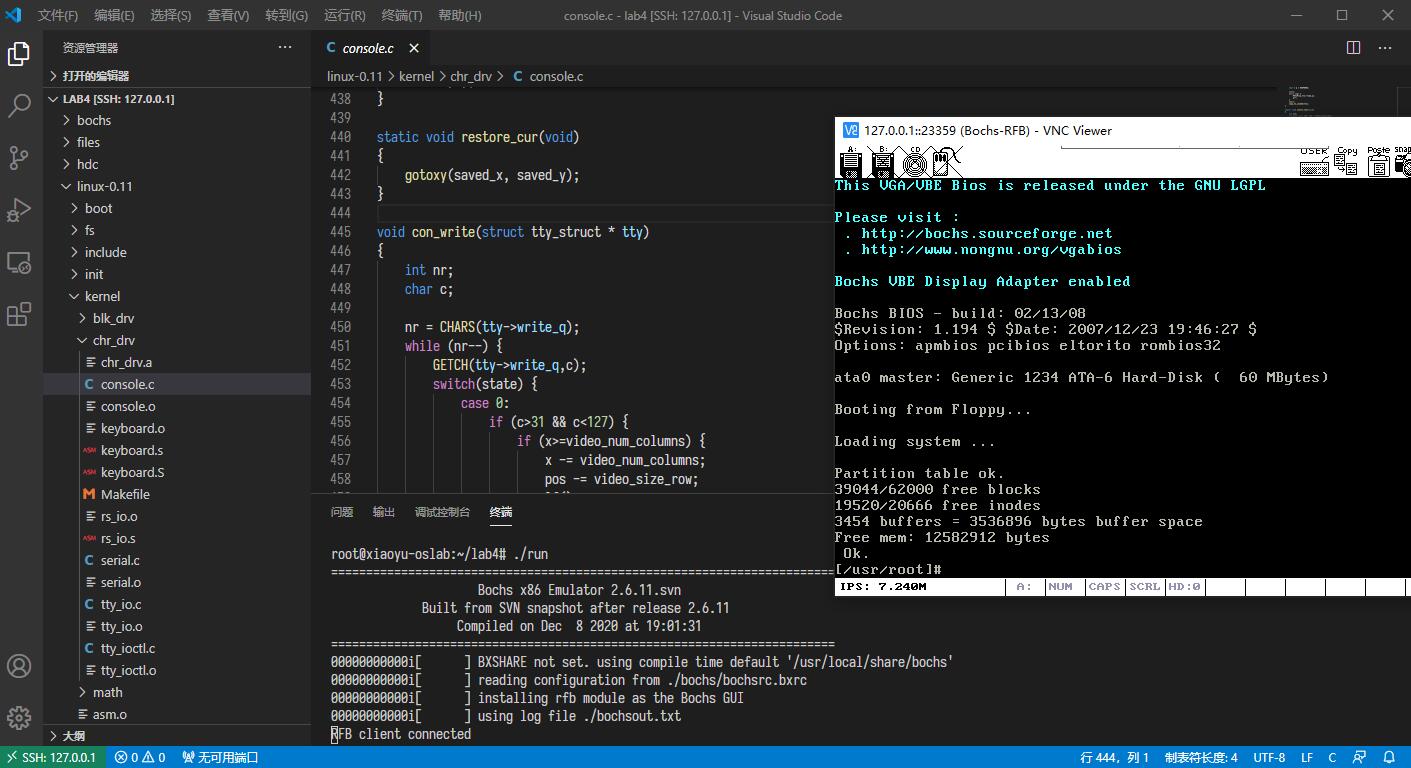 文件(F) 编辑(E) 选择(S) 查看(V) 转到(G) 运行(R) 终端(T) 帮助(H) console.c - lab4 [SSH: 127.0.0.1] - Visual Studio Code
资源管理器
打开的编辑器
LAB4 [SSH: 127.0.0.1]
bochs
files
hdc
linux-0.11
boot
fs
include
init
kernel
blk_drv
chr_drv
chr_drv.a
console.c
console.o
keyboard.o
keyboard.s
keyboard.S
Makefile
rs_io.o
rs_io.s
serial.c
serial.o
tty_io.c
tty_io.o
tty_ioctl.c
tty_ioctl.o
math
asm.o
大纲
console.c
linux-0.11 > kernel > chr_drv > C console.c
438 }
439
440 static void restore_cur(void)
441 {
442 gotoxy(saved_x, saved_y);
443 }
444
445 void con_write(struct tty_struct * tty)
446 {
447 int nr;
448 char c;
449
450 nr = CHARS(tty->write_q);
451 while (nr--) {
452 GETCH(tty->write_q,c);
453 switch(state) {
454 case 0:
455 if (c>31 && c<127) {
456 if (x>=video_num_columns) {
457 x -= video_num_columns;
458 pos -= video_size_row;
问题 输出 调试控制台 终端
root@xiaoyu-oslab:~/lab4# ./run
========================================================================
Bochs x86 Emulator 2.6.11.svn
Built from SVN snapshot after release 2.6.11
Compiled on Dec  8 2020 at 19:01:31
========================================================================
00000000000i[      ] BXSHARE not set. using compile time default '/usr/local/share/bochs'
00000000000i[      ] reading configuration from ./bochs/bochsrc.bxrc
00000000000i[      ] installing rfb module as the Bochs GUI
00000000000i[      ] using log file ./bochsout.txt
RFB client connected
127.0.0.1::23359 (Bochs-RFB) - VNC Viewer
A: B: CD USER Copy Paste snap
This VGA/VBE Bios is released under the GNU LGPL
Please visit :
. http://bochs.sourceforge.net
. http://www.nongnu.org/vgabios
Bochs VBE Display Adapter enabled
Bochs BIOS - build: 02/13/08
$Revision: 1.194 $ $Date: 2007/12/23 19:46:27 $
Options: apmbios pcibios eltorito rombios32
ata0 master: Generic 1234 ATA-6 Hard-Disk (  60 MBytes)
Booting from Floppy...
Loading system ...
Partition table ok.
39044/62000 free blocks
19520/20666 free inodes
3454 buffers = 3536896 bytes buffer space
Free mem: 12582912 bytes
Ok.
[/usr/root]#
IPS: 7.240M A: NUM CAPS SCRL HD:0
SSH: 127.0.0.1 0 0 无可用端口 行 444，列 1 制表符长度: 4 UTF-8 LF C